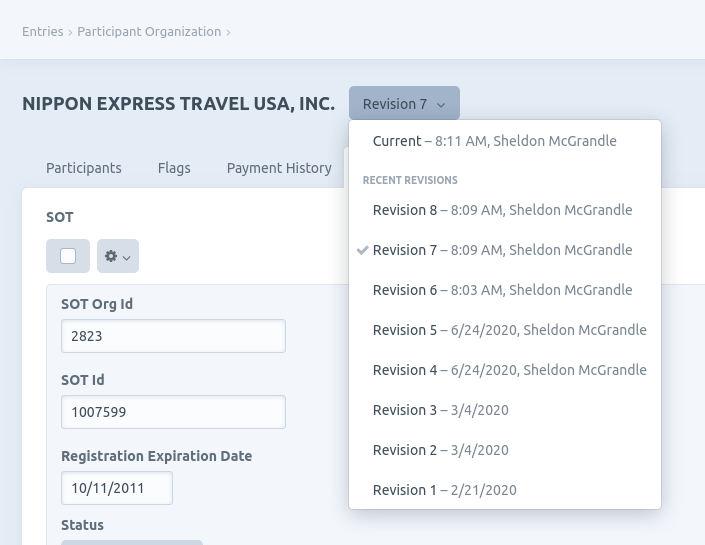 Entries › Participant Organization ›
NIPPON EXPRESS TRAVEL USA, INC. Revision 7
Current – 8:11 AM, Sheldon McGrandle
Participants Flags Payment History
RECENT REVISIONS
Revision 8 – 8:09 AM, Sheldon McGrandle
Revision 7 – 8:09 AM, Sheldon McGrandle
Revision 6 – 8:03 AM, Sheldon McGrandle
Revision 5 – 6/24/2020, Sheldon McGrandle
Revision 4 – 6/24/2020, Sheldon McGrandle
Revision 3 – 3/4/2020
Revision 2 – 3/4/2020
Revision 1 – 2/21/2020
SOT
SOT Org Id
2823
SOT Id
1007599
Registration Expiration Date
10/11/2011
Status